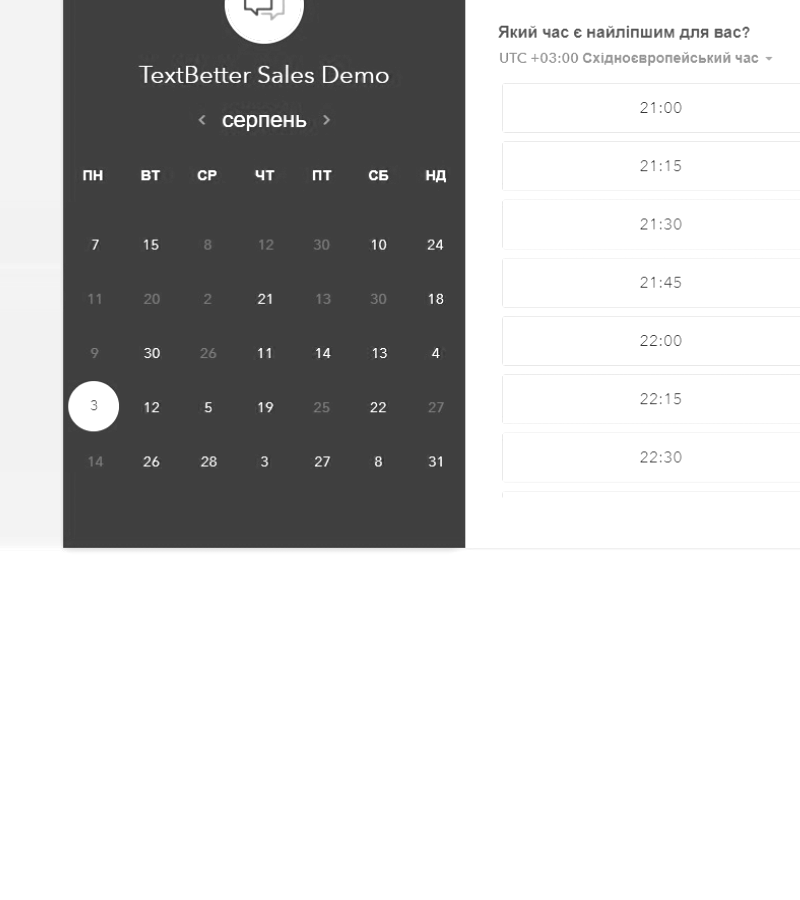 TextBetter Sales Demo
серпень
ПН ВТ СР ЧТ ПТ СБ НД
7 15 8 12 30 10 24
11 20 2 21 13 30 18
9 30 26 11 14 13 4
3 12 5 19 25 22 27
14 26 28 3 27 8 31
Який час є найліпшим для вас?
UTC +03:00 Східноєвропейський час
21:00
21:15
21:30
21:45
22:00
22:15
22:30